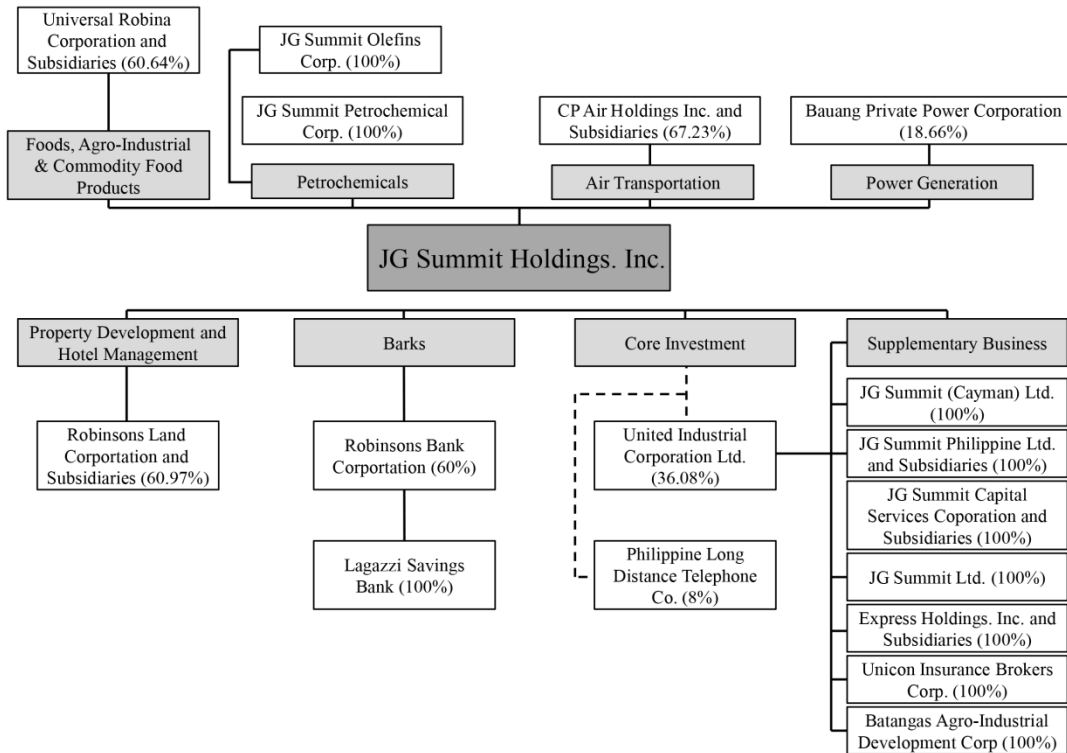 Universal Robina
Corporation and
Subsidiaries (60.64%)
JG Summit Olefins
Corp. (100%)
JG Summit Petrochemical
Corp. (100%)
CP Air Holdings Inc. and
Subsidiaries (67.23%)
Bauang Private Power Corporation
(18.66%)
Foods, Agro-Industrial
& Commodity Food
Products
Petrochemicals
Air Transportation
Power Generation
JG Summit Holdings. Inc.
Property Development and
Hotel Management
Barks
Core Investment
Supplementary Business
Robinsons Land
Corportation and
Subsidiaries (60.97%)
Robinsons Bank
Corportation (60%)
Lagazzi Savings
Bank (100%)
United Industrial
Corporation Ltd.
(36.08%)
Philippine Long
Distance Telephone
Co. (8%)
JG Summit (Cayman) Ltd.
(100%)
JG Summit Philippine Ltd.
and Subsidiaries (100%)
JG Summit Capital
Services Coporation and
Subsidiaries (100%)
JG Summit Ltd. (100%)
Express Holdings. Inc. and
Subsidiaries (100%)
Unicon Insurance Brokers
Corp. (100%)
Batangas Agro-Industrial
Development Corp (100%)